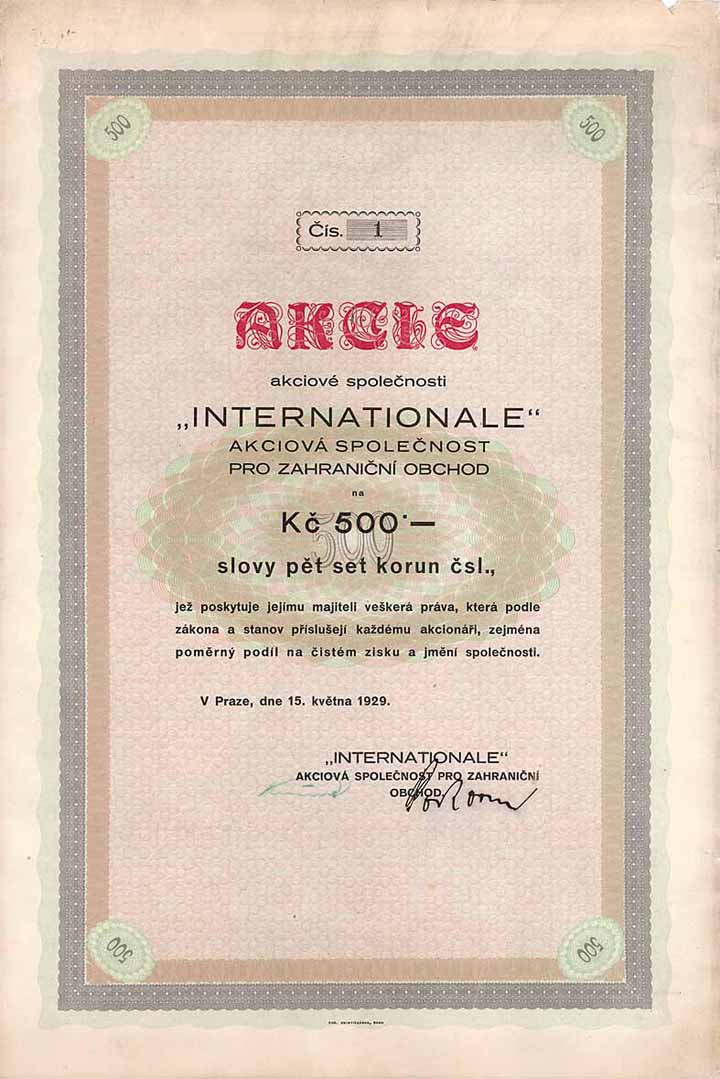 500 500
Čís. 1
AKCIE
akciové společnosti
„INTERNATIONALE“
AKCIOVÁ SPOLEČNOST
PRO ZAHRANIČNÍ OBCHOD
na
500
Kč 500·—
slovy pět set korun čsl.,
jež poskytuje jejímu majiteli veškerá práva, která podle
zákona a stanov příslušejí každému akcionáři, zejména
poměrný podíl na čistém zisku a jmění společnosti.
V Praze, dne 15. května 1929.
„INTERNATIONALE“
AKCIOVÁ SPOLEČNOST PRO ZAHRANIČNÍ
OBCHOD.
500 500